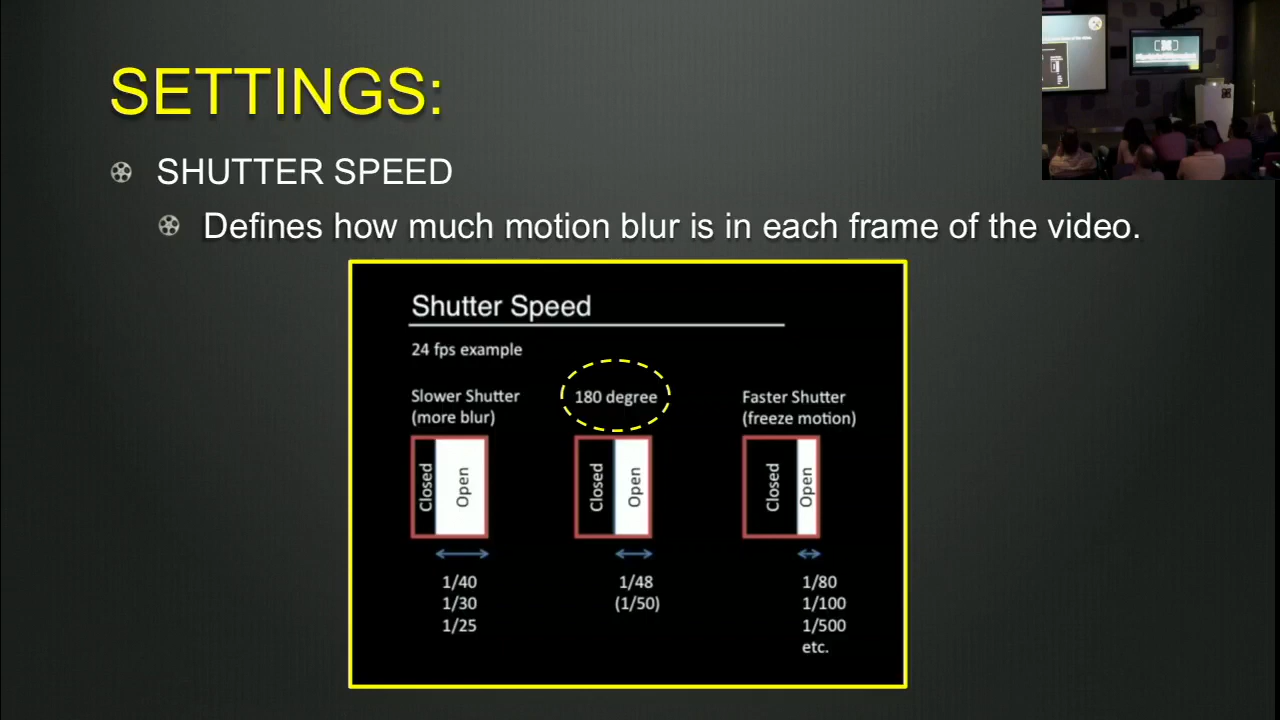 SETTINGS:
SHUTTER SPEED
Defines how much motion blur is in each frame of the video.
Shutter Speed
24 fps example
Slower Shutter
(more blur)
180 degree
Faster Shutter
(freeze motion)
Closed
Open
Closed
Open
Closed
Open
1/40
1/30
1/25
1/48
(1/50)
1/80
1/100
1/500
etc.